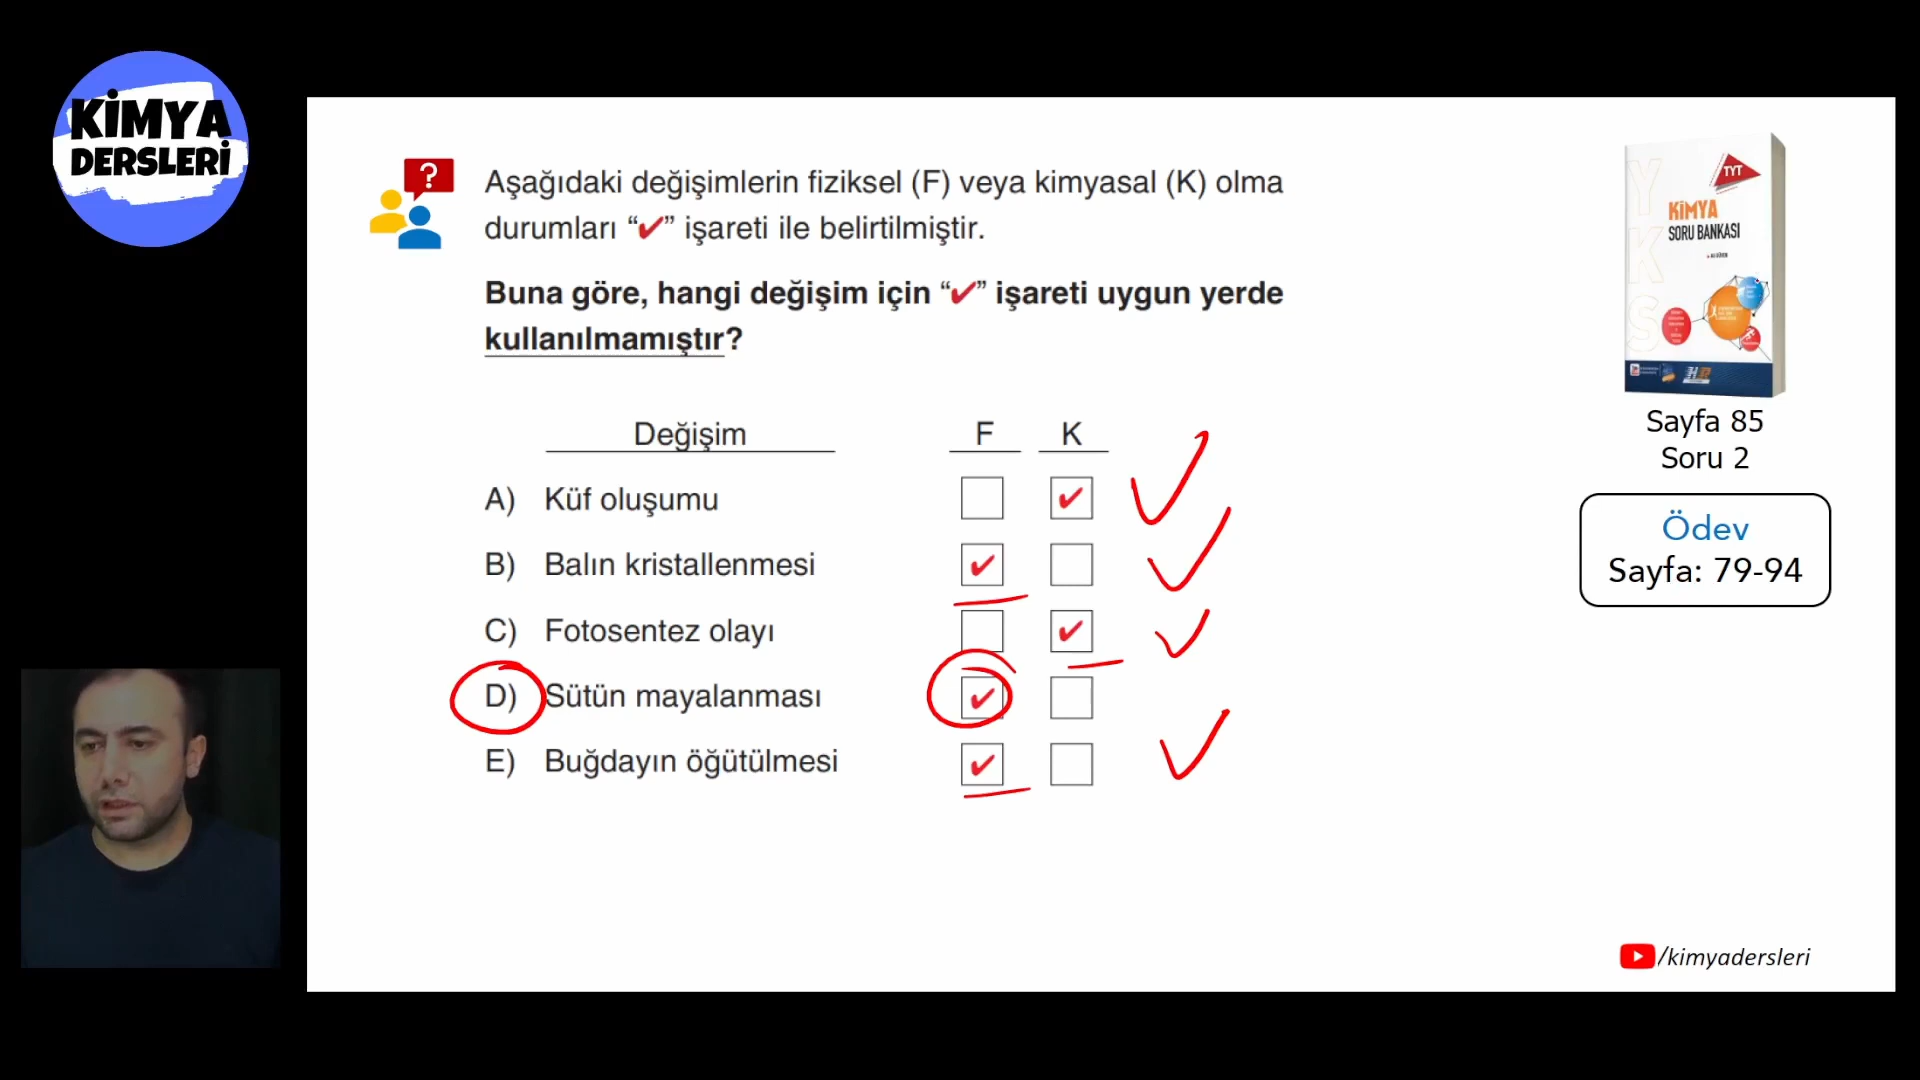 KİMYA
DERSLERİ
?
Aşağıdaki değişimlerin fiziksel (F) veya kimyasal (K) olma
durumları “✔” işareti ile belirtilmiştir.
Buna göre, hangi değişim için “✔” işareti uygun yerde
kullanılmamıştır?
Değişim F K
A) Küf oluşumu ✔
B) Balın kristallenmesi ✔
C) Fotosentez olayı ✔
D) Sütün mayalanması ✔
E) Buğdayın öğütülmesi ✔
YKS
TYT
KİMYA
SORU BANKASI
Sayfa 85
Soru 2
Ödev
Sayfa: 79-94
/kimyadersleri